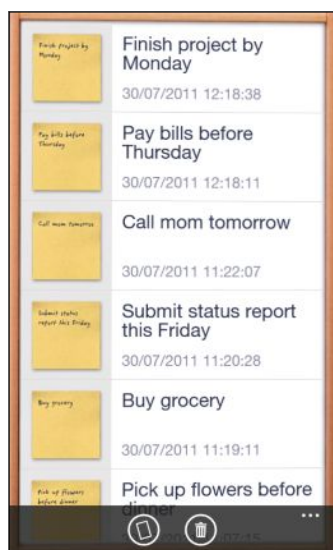 Finish project by
Monday
Finish project by
Monday
30/07/2011 12:18:38
Pay bills before
Thursday
Pay bills before
Thursday
30/07/2011 12:18:11
Call mom tomorrow
Call mom tomorrow
30/07/2011 11:22:07
Submit status
report this Friday
Submit status report
this Friday
30/07/2011 11:20:28
Buy grocery
Buy grocery
30/07/2011 11:19:11
Pick up flowers
before dinner
Pick up flowers before
dinner
07:15